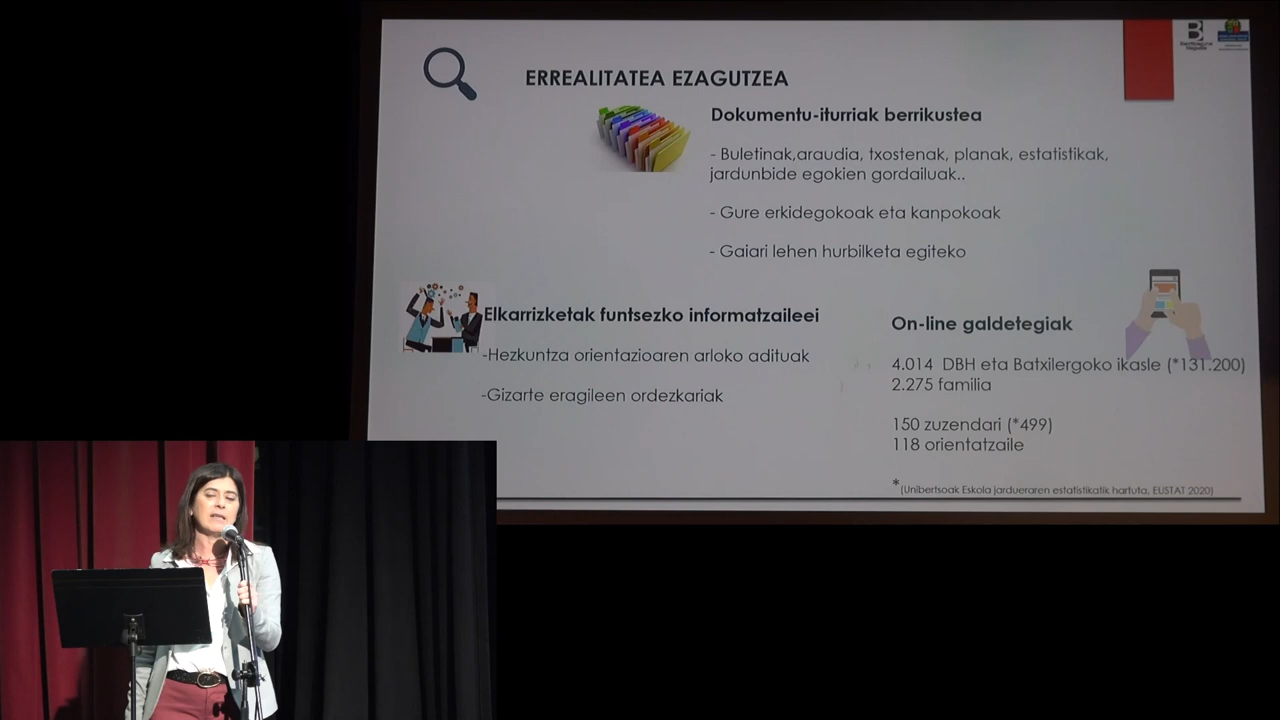 ERREALITATEA EZAGUTZEA
Dokumentu-iturriak berrikustea
- Buletinak,araudia, txostenak, planak, estatistikak,
jardunbide egokien gordailuak..
- Gure erkidegokoak eta kanpokoak
- Gaiari lehen hurbilketa egiteko
Elkarrizketak funtsezko informatzaileei
-Hezkuntza orientazioaren arloko adituak
-Gizarte eragileen ordezkariak
On-line galdetegiak
4.014 DBH eta Batxilergoko ikasle (*131.200)
2.275 familia
150 zuzendari (*499)
118 orientatzaile
*(Unibertsoak Eskola jardueraren estatistikatik hartuta, EUSTAT 2020)